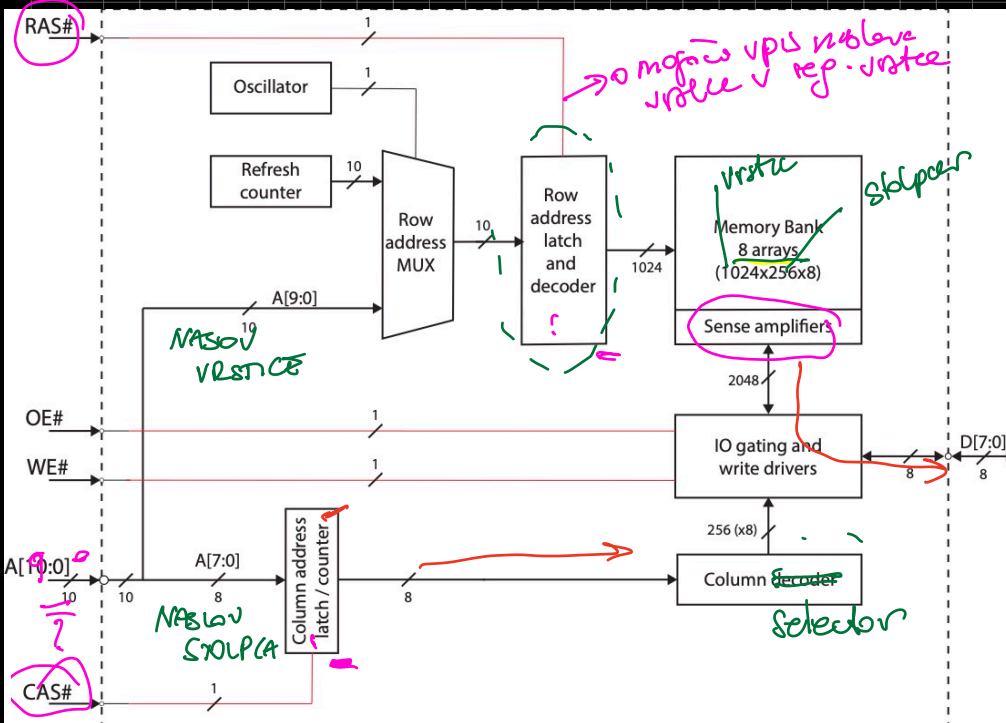 RAS#
1
omogoča vpis naslova
vrstice v reg. vrstice
Oscillator
1
Refresh
counter
10
Row
address
MUX
10
Row
address
latch
and
decoder
1024
vrstic
stolpcev
Memory Bank
8 arrays
(1024x256x8)
Sense amplifiers
A[9:0]
10
NASLOV
VRSTICE
2048
OE#
1
WE#
1
IO gating and
write drivers
D[7:0]
8
8
256 (x8)
A[10:0]
9
10
10
A[7:0]
8
Column address
latch / counter
8
Column decoder
selector
NASLOV
STOLPCA
CAS#
1